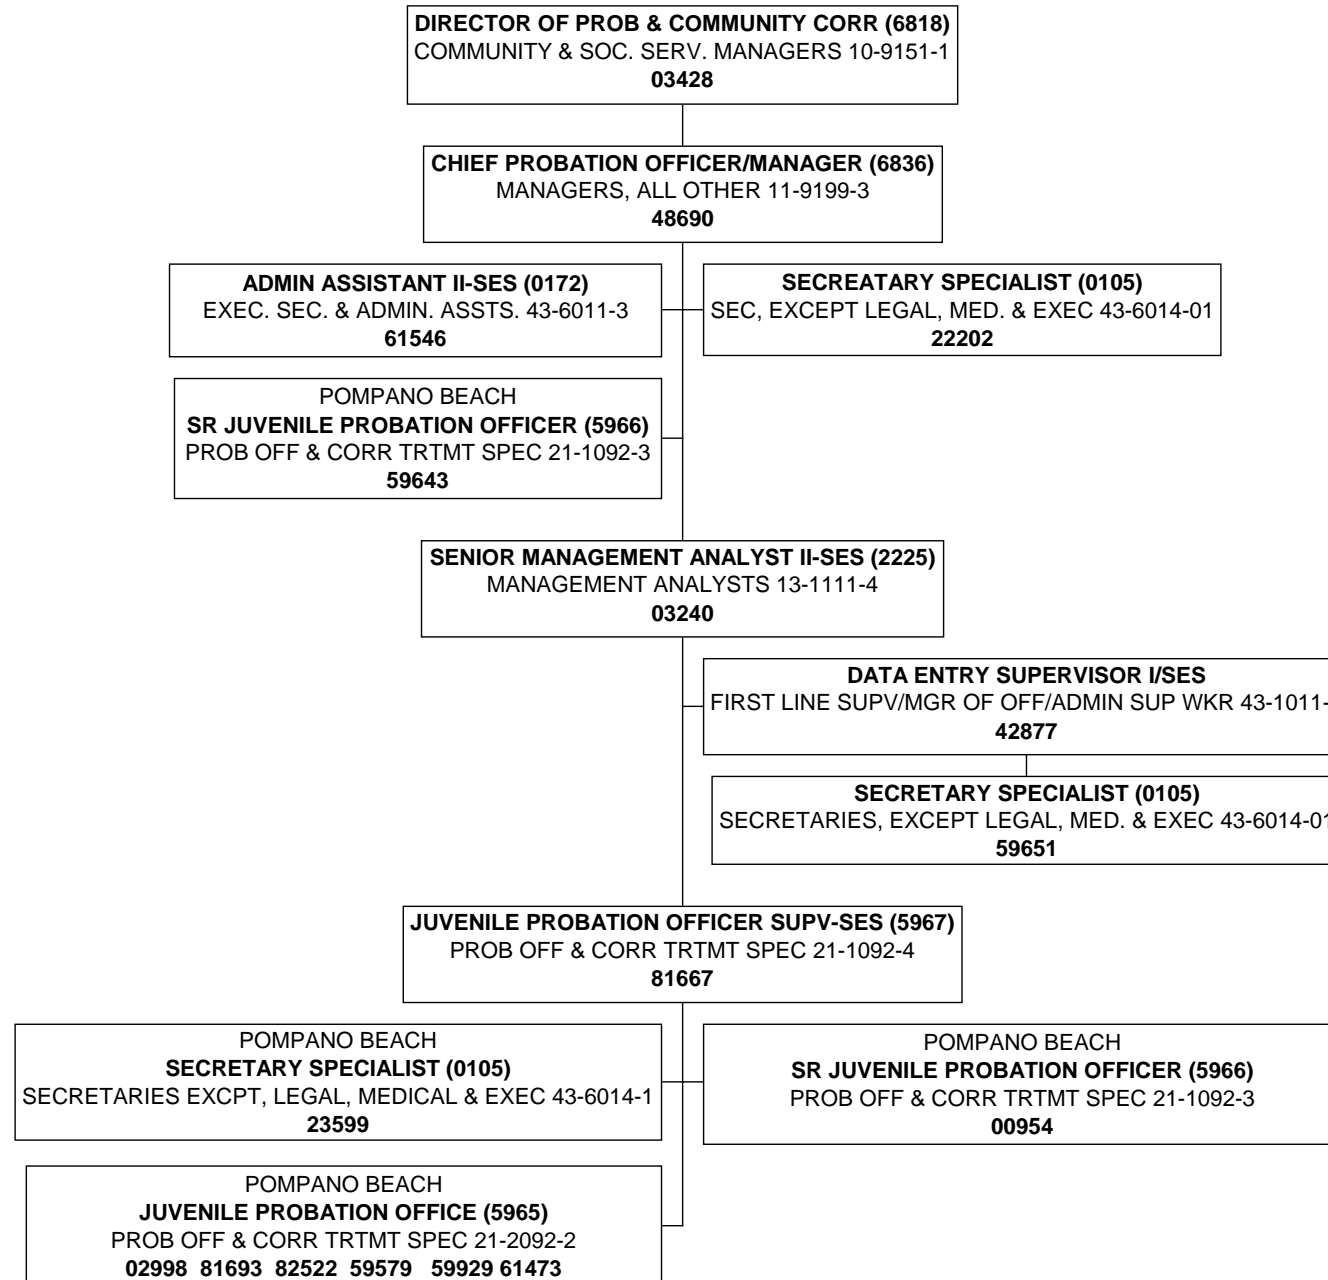 DIRECTOR OF PROB & COMMUNITY CORR (6818)
COMMUNITY & SOC. SERV. MANAGERS 10-9151-1
03428
CHIEF PROBATION OFFICER/MANAGER (6836)
MANAGERS, ALL OTHER 11-9199-3
48690
ADMIN ASSISTANT II-SES (0172)
EXEC. SEC. & ADMIN. ASSTS. 43-6011-3
61546
SECREATARY SPECIALIST (0105)
SEC, EXCEPT LEGAL, MED. & EXEC 43-6014-01
22202
POMPANO BEACH
SR JUVENILE PROBATION OFFICER (5966)
PROB OFF & CORR TRTMT SPEC 21-1092-3
59643
SENIOR MANAGEMENT ANALYST II-SES (2225)
MANAGEMENT ANALYSTS 13-1111-4
03240
DATA ENTRY SUPERVISOR I/SES
FIRST LINE SUPV/MGR OF OFF/ADMIN SUP WKR 43-1011-
42877
SECRETARY SPECIALIST (0105)
SECRETARIES, EXCEPT LEGAL, MED. & EXEC 43-6014-01
59651
JUVENILE PROBATION OFFICER SUPV-SES (5967)
PROB OFF & CORR TRTMT SPEC 21-1092-4
81667
POMPANO BEACH
SECRETARY SPECIALIST (0105)
SECRETARIES EXCPT, LEGAL, MEDICAL & EXEC 43-6014-1
23599
POMPANO BEACH
SR JUVENILE PROBATION OFFICER (5966)
PROB OFF & CORR TRTMT SPEC 21-1092-3
00954
POMPANO BEACH
JUVENILE PROBATION OFFICE (5965)
PROB OFF & CORR TRTMT SPEC 21-2092-2
02998 81693 82522 59579 59929 61473